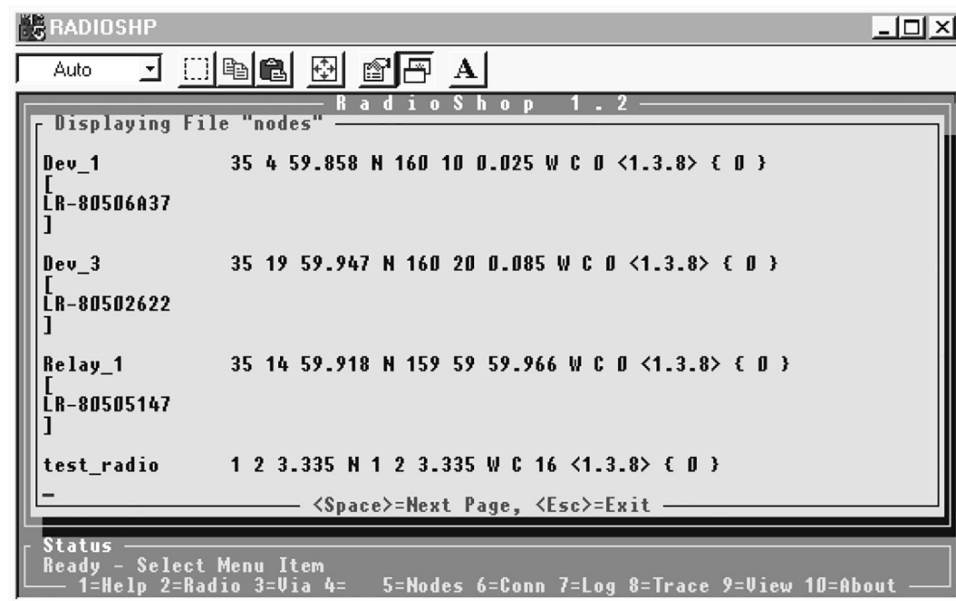 RADIOSHP
Auto
A
RadioShop 1.2
Displaying File "nodes"
Dev_1 35 4 59.858 N 160 10 0.025 W C 0 <1.3.8> { 0 }
[
LR-80506A37
]
Dev_3 35 19 59.947 N 160 20 0.085 W C 0 <1.3.8> { 0 }
[
LR-80502622
]
Relay_1 35 14 59.918 N 159 59 59.966 W C 0 <1.3.8> { 0 }
[
LR-80505147
]
test_radio 1 2 3.335 N 1 2 3.335 W C 16 <1.3.8> { 0 }
<Space>=Next Page, <Esc>=Exit
Status
Ready - Select Menu Item
1=Help 2=Radio 3=Via 4= 5=Nodes 6=Conn 7=Log 8=Trace 9=View 10=About